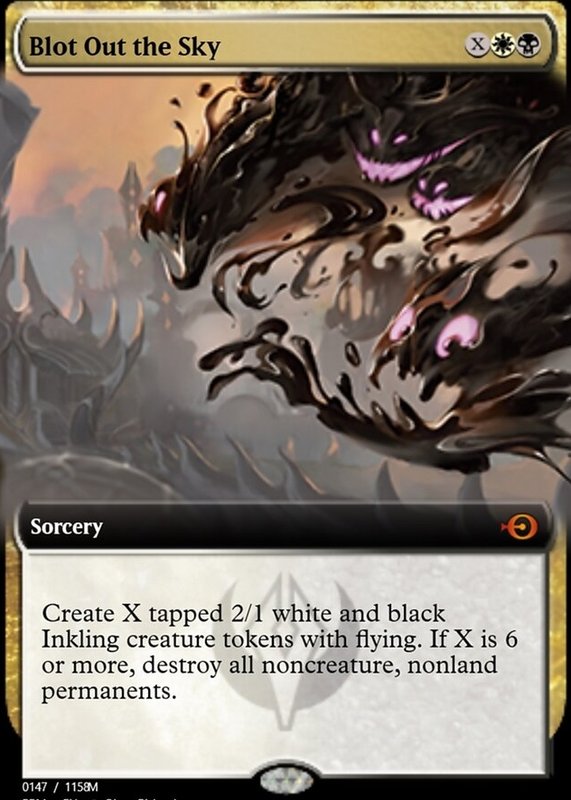 Blot Out the Sky X
Sorcery
Create X tapped 2/1 white and black
Inkling creature tokens with flying. If X is 6
or more, destroy all noncreature, nonland
permanents.
0147 / 1158M